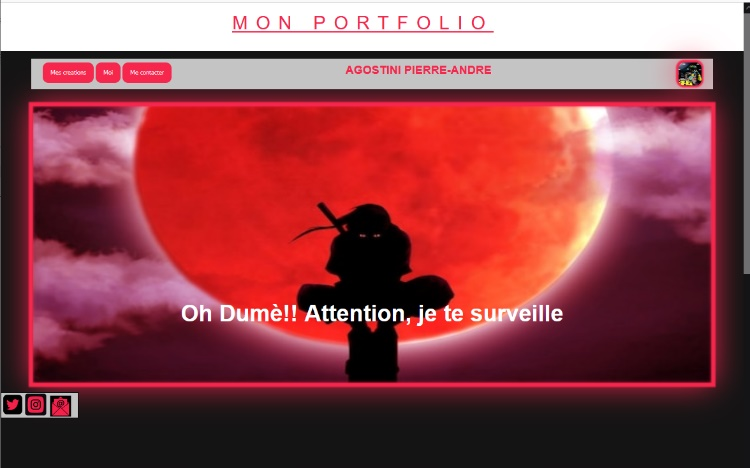 MON PORTFOLIO
Mes creations
Moi
Me contacter
AGOSTINI PIERRE-ANDRE
Oh Dumè!! Attention, je te surveille